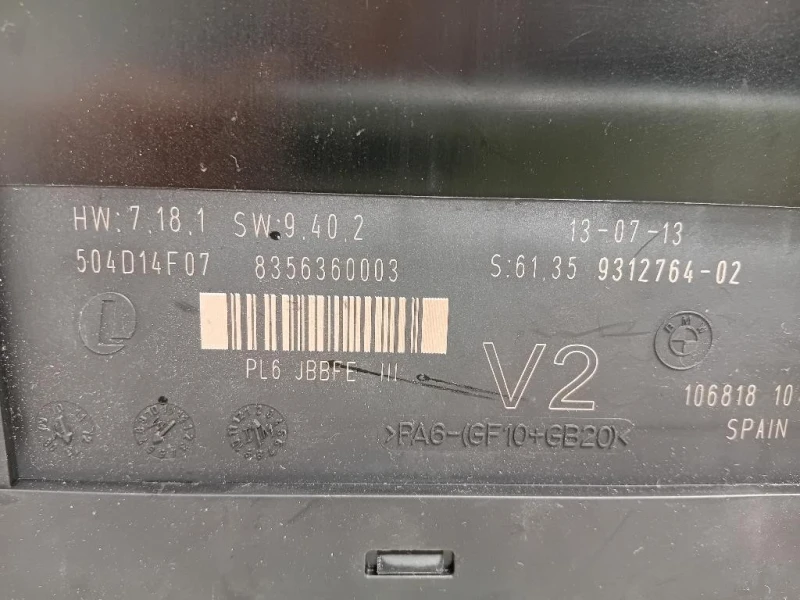 HW:7.18.1 SW:9.40.2 13-07-13
504D14F07 8356360003 S:61.35 9312764-02
L
BMW
PL6 JBBFE III
V2
106818 10
>PA6-(GF10+GB20)<
SPAIN